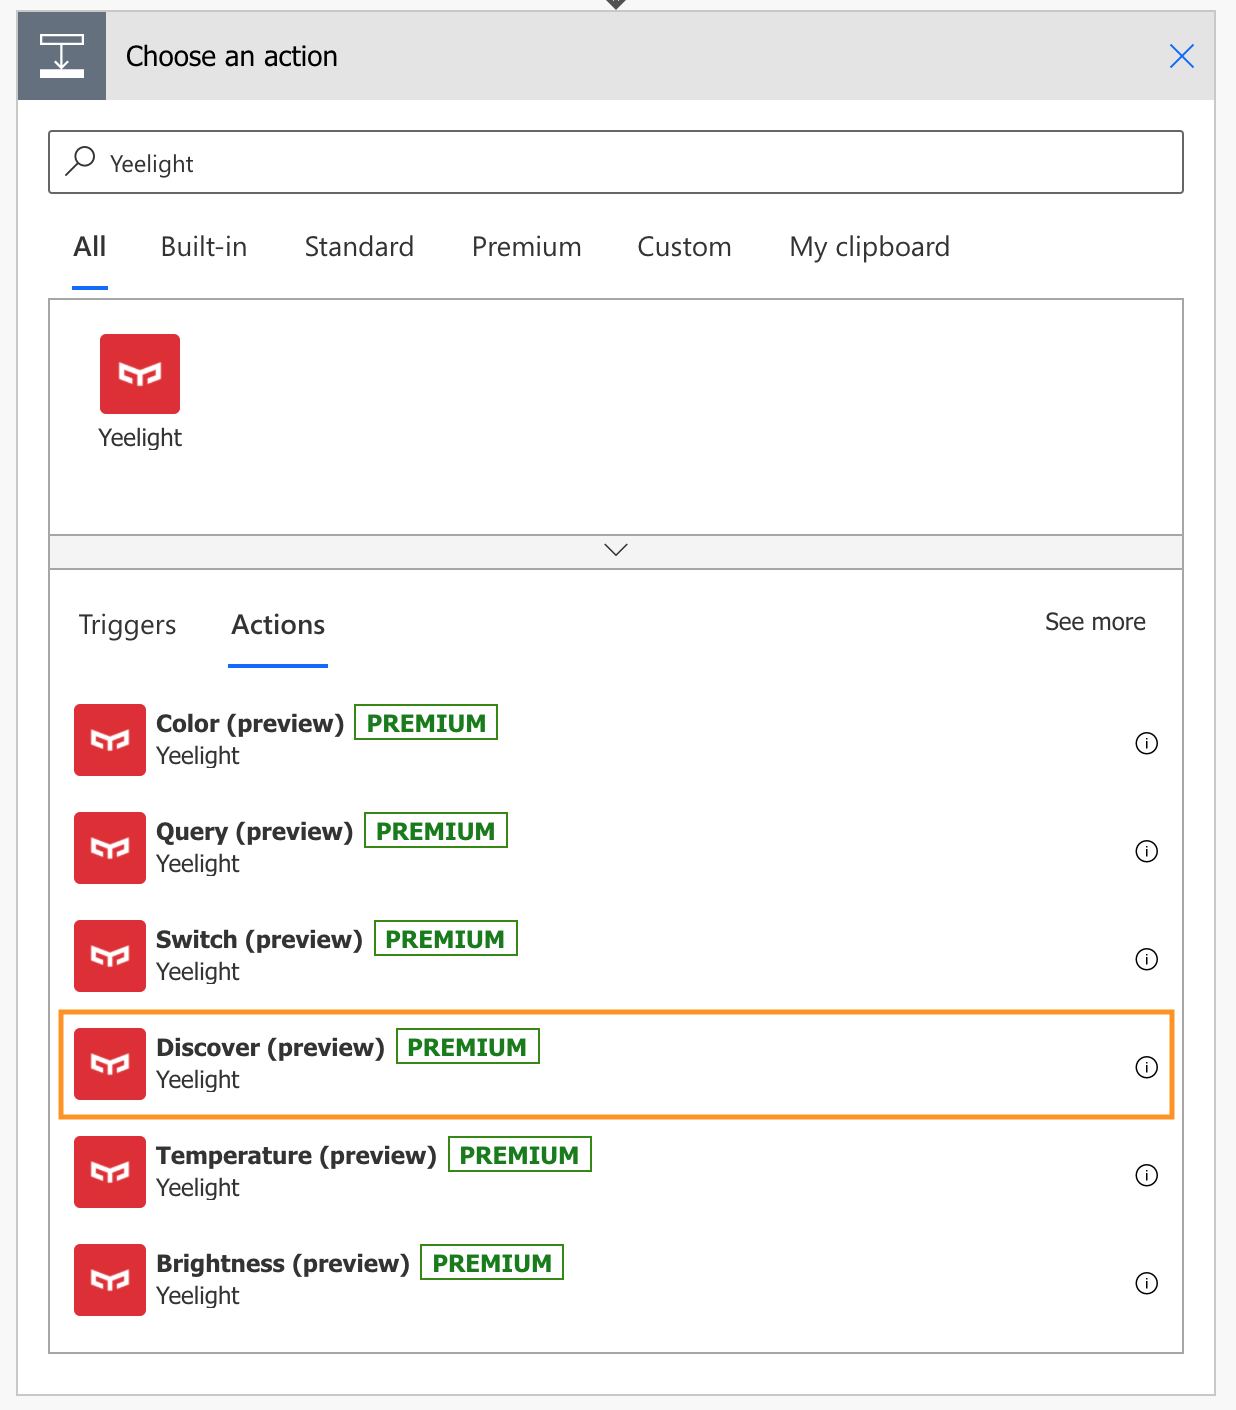 Choose an action
Yeelight
All Built-in Standard Premium Custom My clipboard
Yeelight
Triggers Actions See more
Color (preview) PREMIUM
Yeelight
Query (preview) PREMIUM
Yeelight
Switch (preview) PREMIUM
Yeelight
Discover (preview) PREMIUM
Yeelight
Temperature (preview) PREMIUM
Yeelight
Brightness (preview) PREMIUM
Yeelight